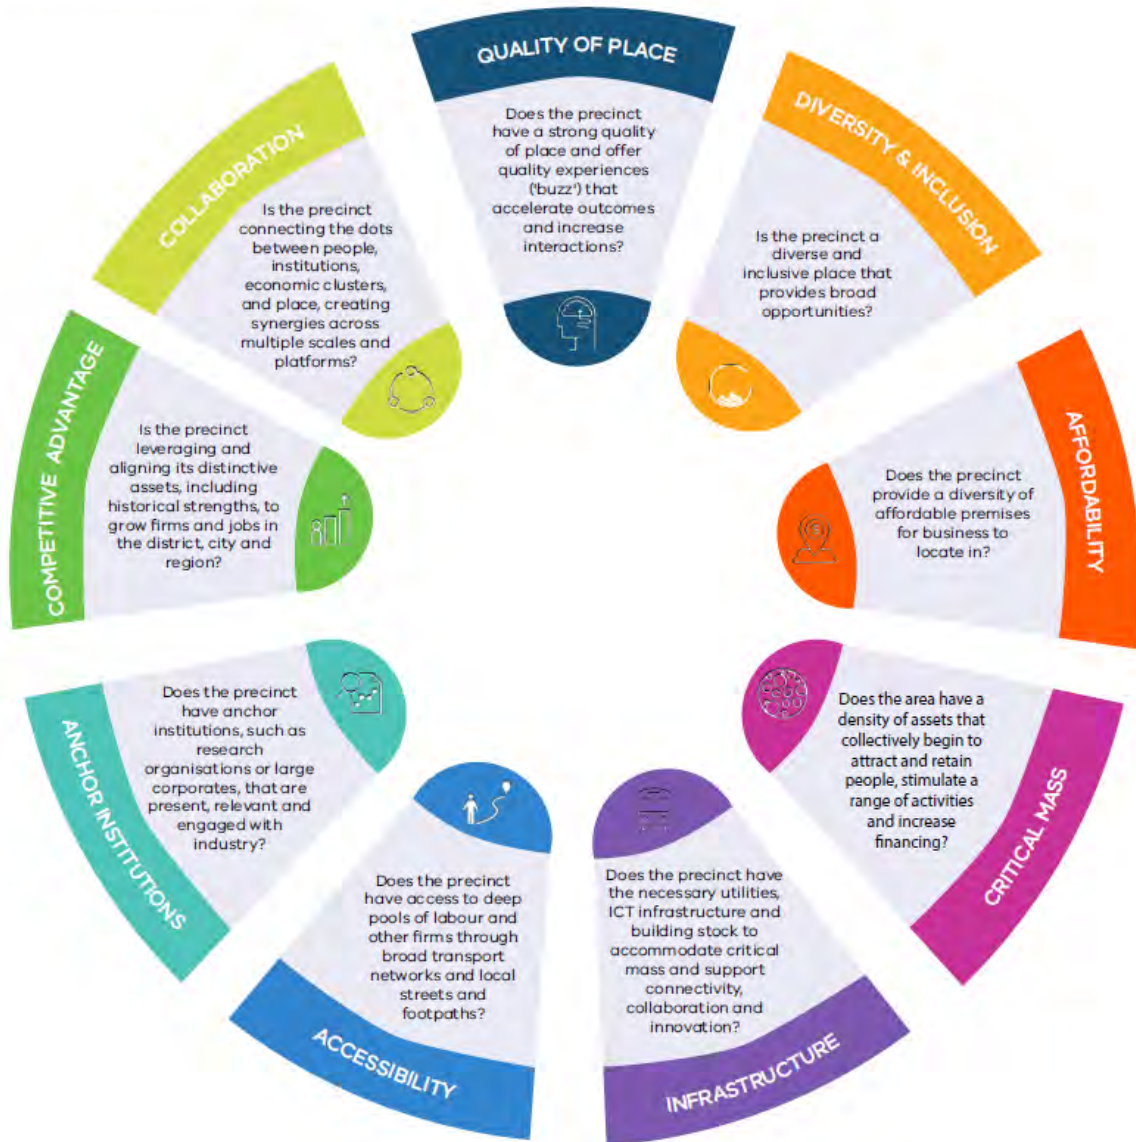 QUALITY OF PLACE
Does the precinct
have a strong quality
of place and offer
quality experiences
('buzz') that
accelerate outcomes
and increase
interactions?
DIVERSITY & INCLUSION
Is the precinct a
diverse and
inclusive place that
provides broad
opportunities?
AFFORDABILITY
Does the precinct
provide a diversity of
affordable premises
for business to
locate in?
CRITICAL MASS
Does the area have a
density of assets that
collectively begin to
attract and retain
people, stimulate a
range of activities
and increase
financing?
INFRASTRUCTURE
Does the precinct have
the necessary utilities,
ICT infrastructure and
building stock to
accommodate critical
mass and support
connectivity,
collaboration and
innovation?
ACCESSIBILITY
Does the precinct
have access to deep
pools of labour and
other firms through
broad transport
networks and local
streets and
footpaths?
ANCHOR INSTITUTIONS
Does the precinct
have anchor
institutions, such as
research
organisations or large
corporates, that are
present, relevant and
engaged with
industry?
COMPETITIVE ADVANTAGE
Is the precinct
leveraging and
aligning its distinctive
assets, including
historical strengths, to
grow firms and jobs in
the district, city and
region?
COLLABORATION
Is the precinct
connecting the dots
between people,
institutions,
economic clusters,
and place, creating
synergies across
multiple scales and
platforms?